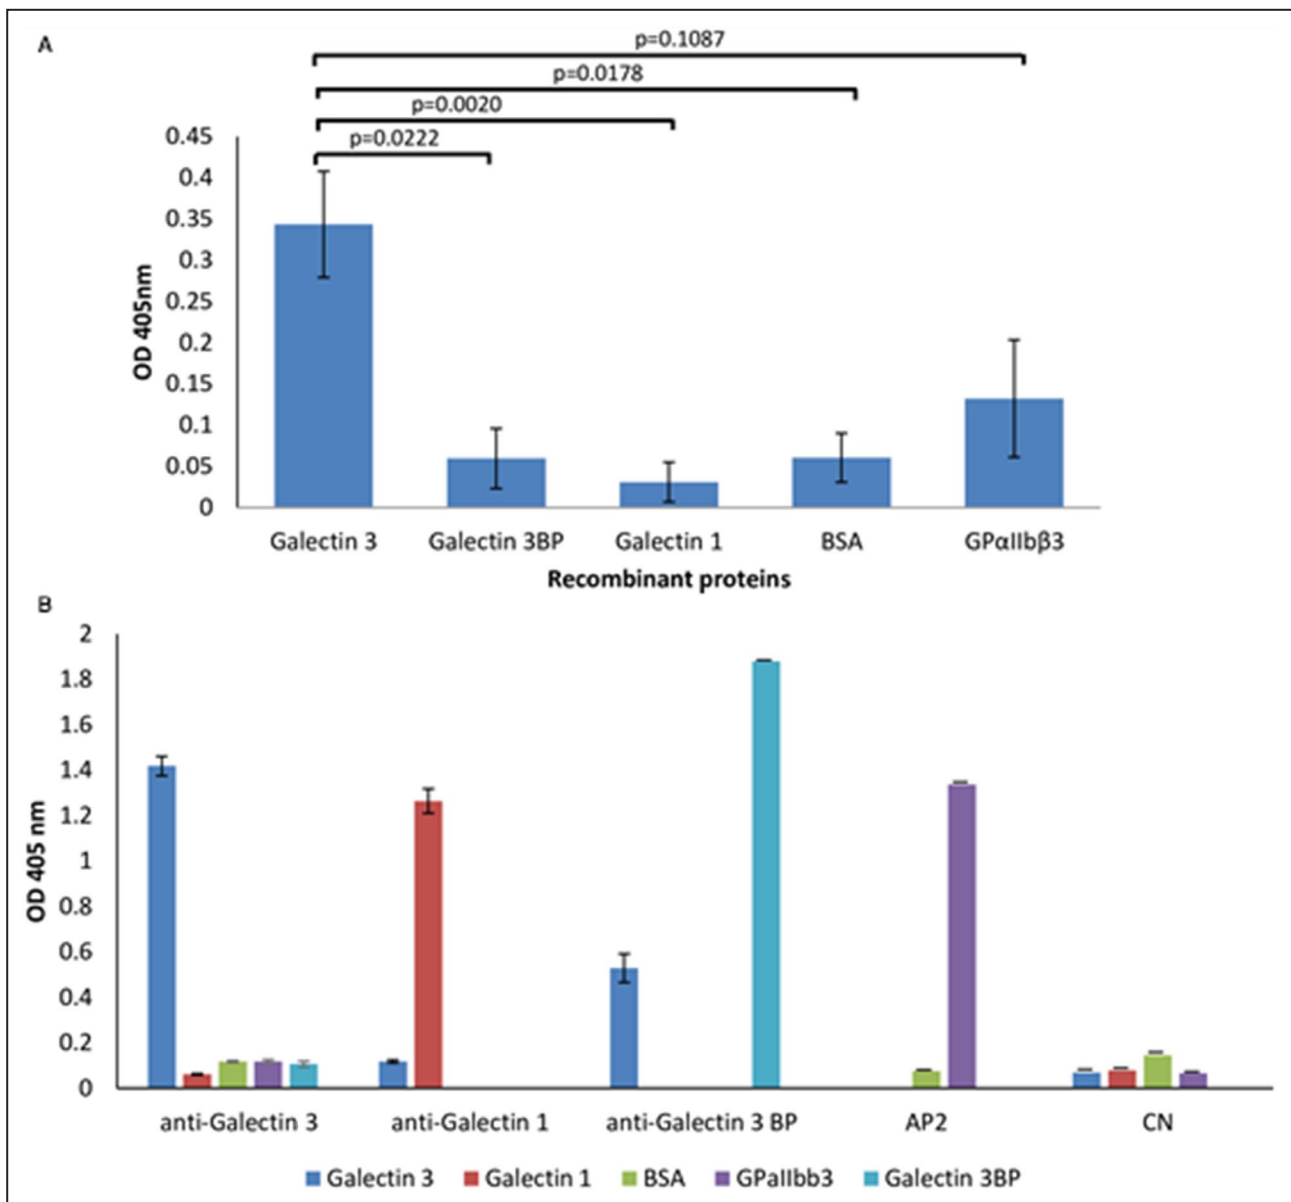 A
p=0.1087
p=0.0178
p=0.0020
p=0.0222
0.45
0.4
0.35
0.3
0.25
0.2
0.15
0.1
0.05
0
OD 405nm
Galectin 3 Galectin 3BP Galectin 1 BSA GPαIIbβ3
Recombinant proteins
B
2
1.8
1.6
1.4
1.2
1
0.8
0.6
0.4
0.2
0
OD 405 nm
anti-Galectin 3 anti-Galectin 1 anti-Galectin 3 BP AP2 CN
Galectin 3 Galectin 1 BSA GPaIIbb3 Galectin 3BP